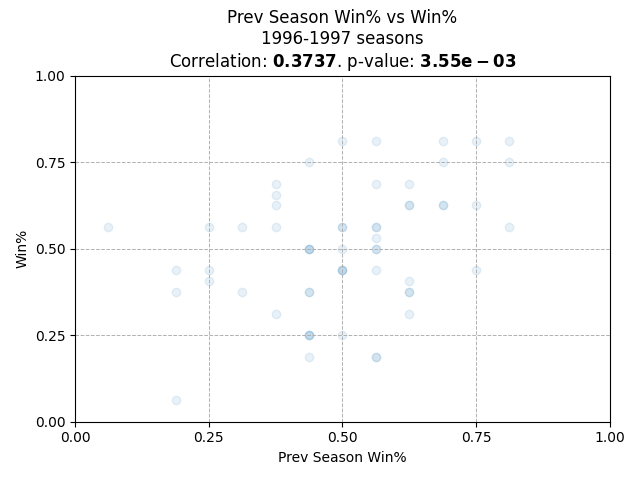 Prev Season Win% vs Win%
1996-1997 seasons
Correlation: 0.3737. p-value: 3.55e − 03
1.00
0.75
0.50
0.25
0.00
Win%
0.00 0.25 0.50 0.75 1.00
Prev Season Win%